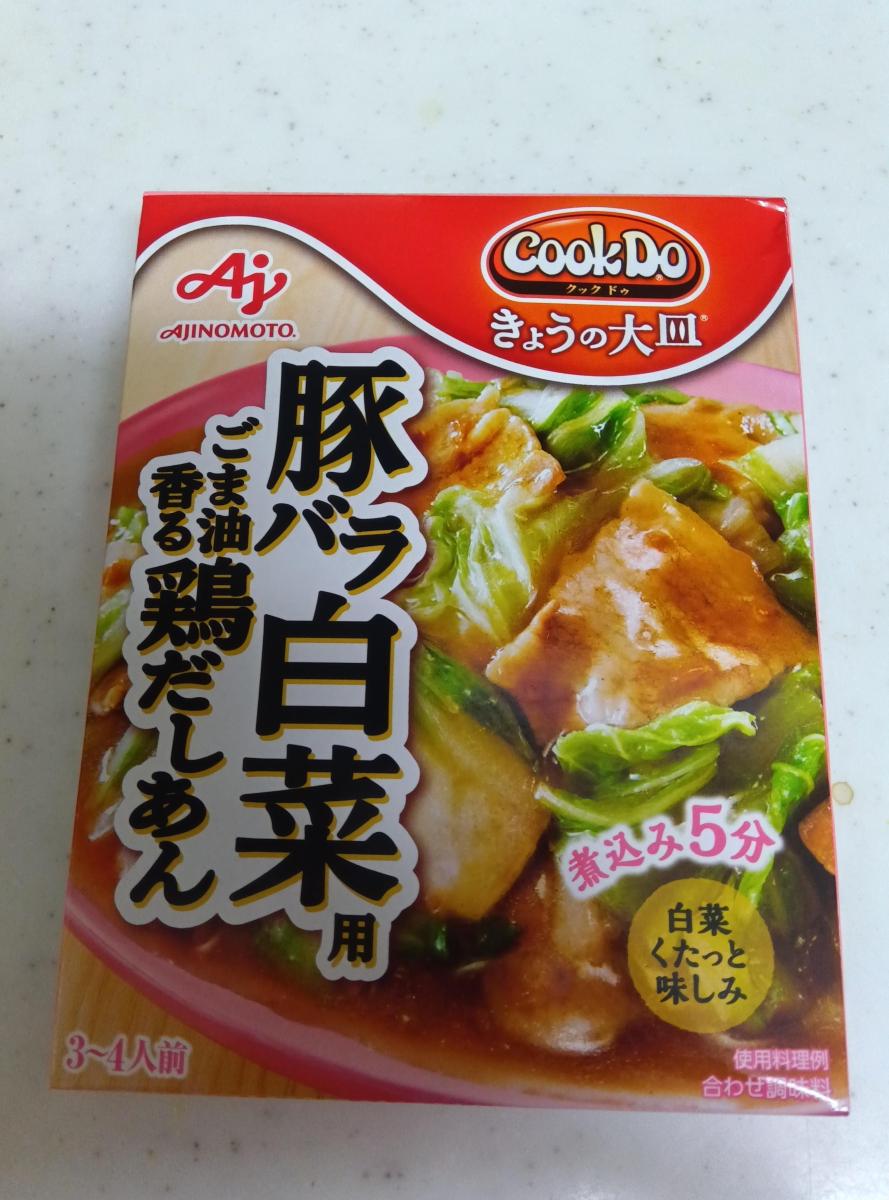 Aj
AJINOMOTO®
CookDo®
クックドゥ
きょうの大皿®
豚バラ白菜用
ごま油香る
鶏だしあん
煮込み5分
白菜
くたっと
味しみ
3~4人前
使用料理例
合わせ調味料